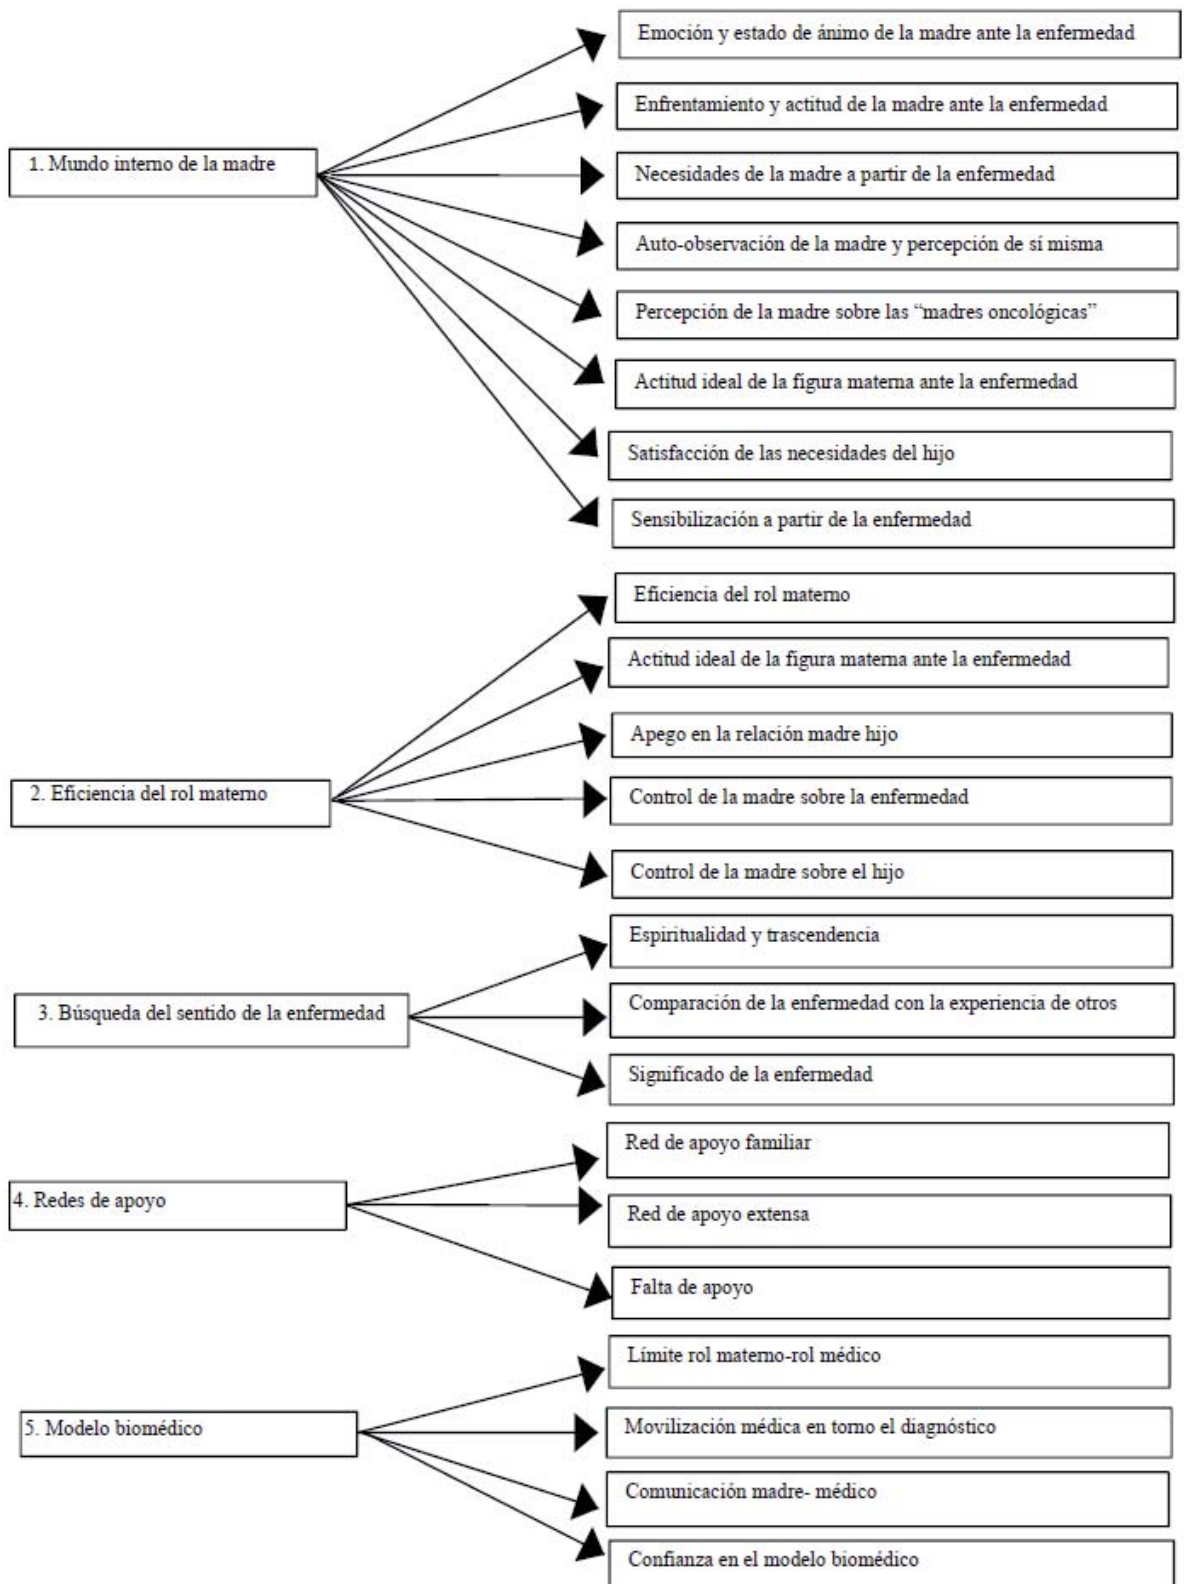 1. Mundo interno de la madre
Emoción y estado de ánimo de la madre ante la enfermedad
Enfrentamiento y actitud de la madre ante la enfermedad
Necesidades de la madre a partir de la enfermedad
Auto-observación de la madre y percepción de sí misma
Percepción de la madre sobre las “madres oncológicas”
Actitud ideal de la figura materna ante la enfermedad
Satisfacción de las necesidades del hijo
Sensibilización a partir de la enfermedad
2. Eficiencia del rol materno
Eficiencia del rol materno
Actitud ideal de la figura materna ante la enfermedad
Apego en la relación madre hijo
Control de la madre sobre la enfermedad
Control de la madre sobre el hijo
3. Búsqueda del sentido de la enfermedad
Espiritualidad y trascendencia
Comparación de la enfermedad con la experiencia de otros
Significado de la enfermedad
4. Redes de apoyo
Red de apoyo familiar
Red de apoyo extensa
Falta de apoyo
5. Modelo biomédico
Límite rol materno-rol médico
Movilización médica en torno el diagnóstico
Comunicación madre- médico
Confianza en el modelo biomédico